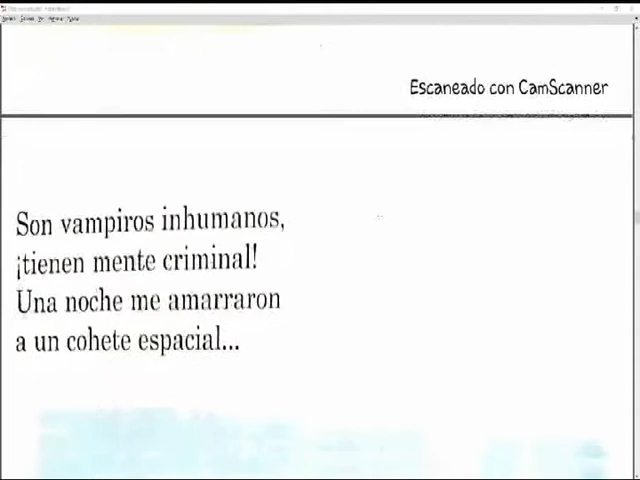 Escaneado con CamScanner
Son vampiros inhumanos,
¡tienen mente criminal!
Una noche me amarraron
a un cohete espacial...